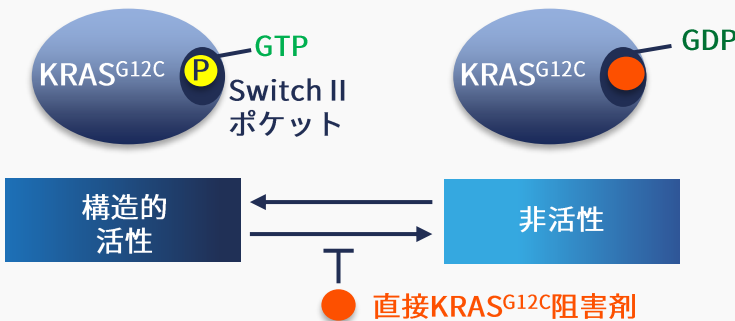 GTP
KRASG12C
P
Switch II
ポケット
GDP
KRASG12C
構造的
活性
非活性
直接KRASG12C阻害剤